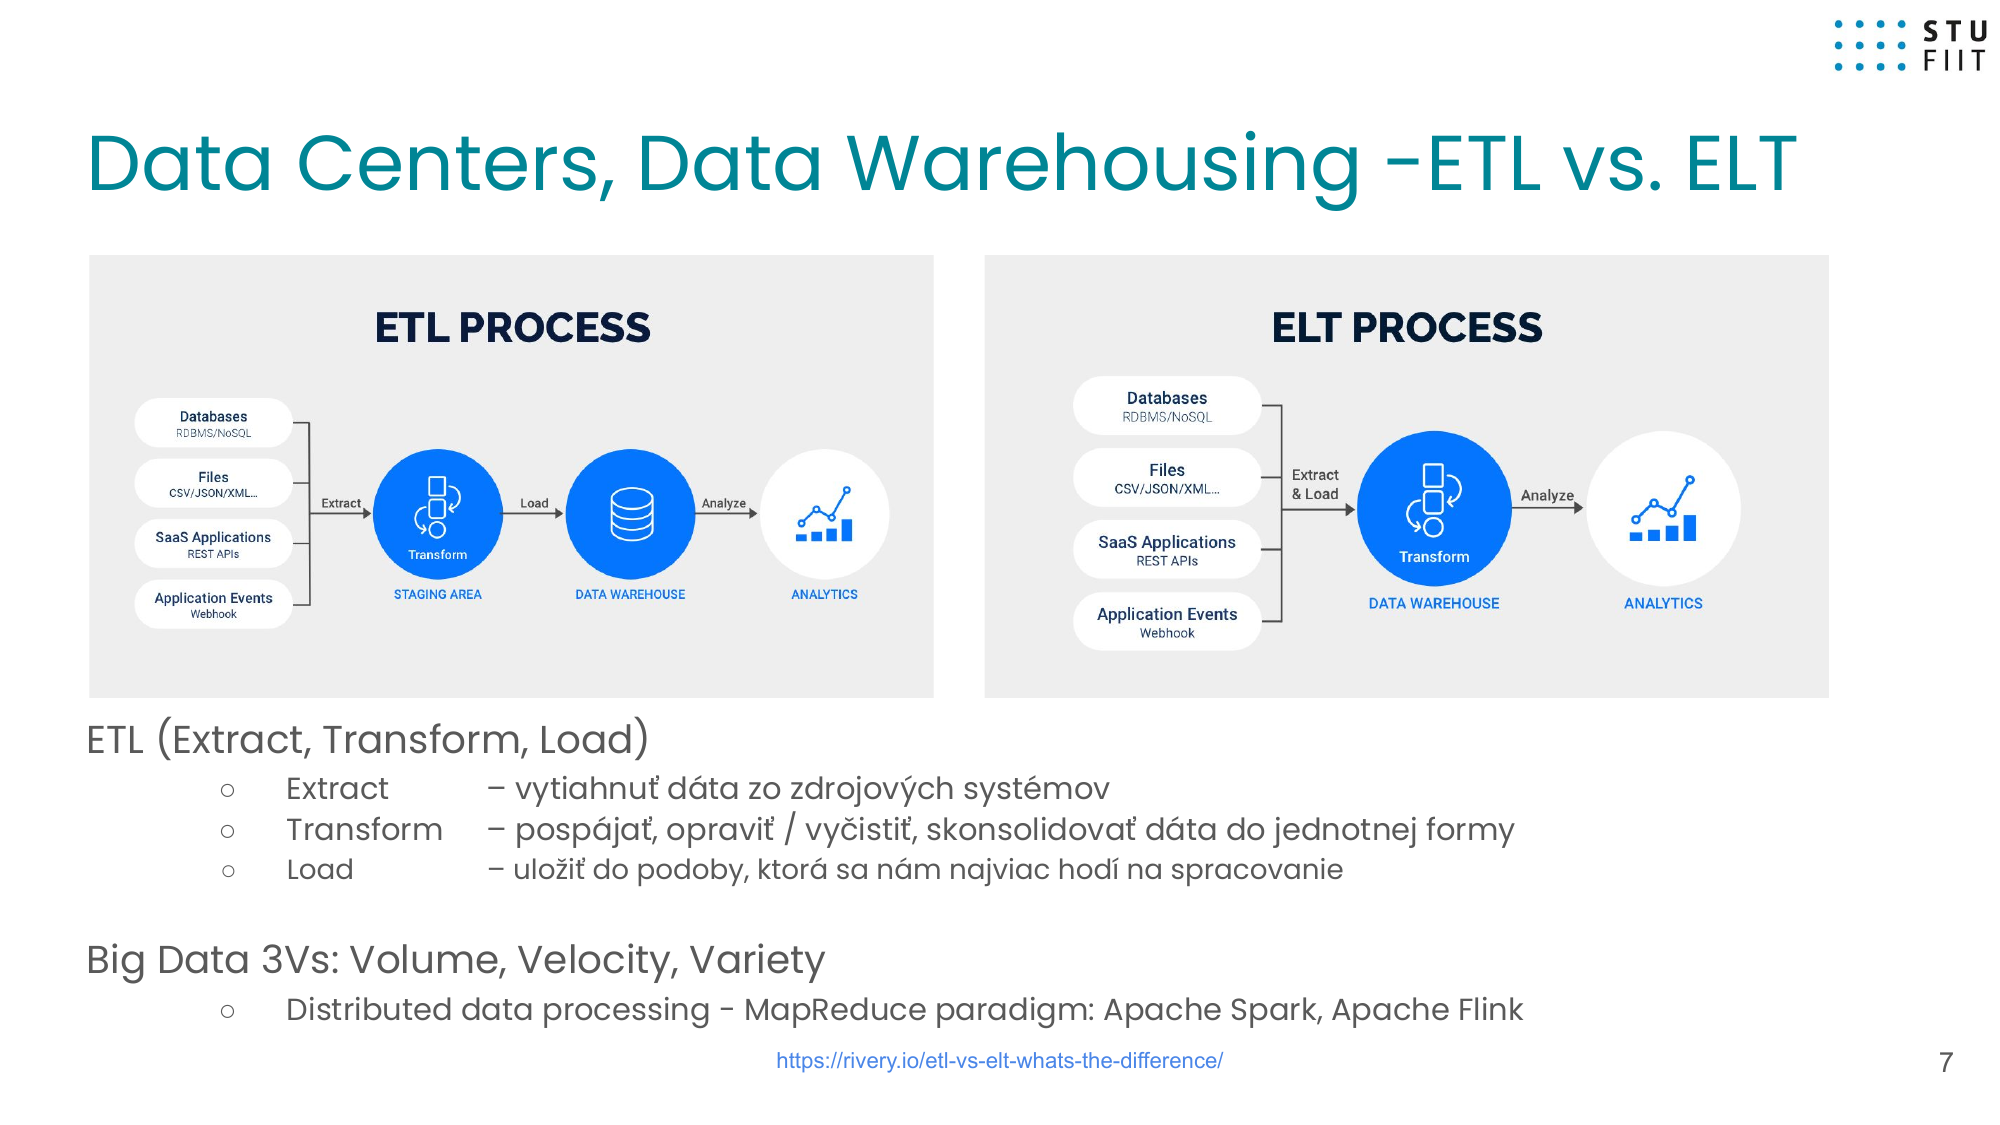 STU
FIIT
Data Centers, Data Warehousing -ETL vs. ELT
ETL PROCESS
Databases
RDBMS/NoSQL
Files
CSV/JSON/XML...
SaaS Applications
REST APIs
Application Events
Webhook
Extract
Transform
STAGING AREA
Load
DATA WAREHOUSE
Analyze
ANALYTICS
ELT PROCESS
Databases
RDBMS/NoSQL
Files
CSV/JSON/XML...
SaaS Applications
REST APIs
Application Events
Webhook
Extract
& Load
Transform
DATA WAREHOUSE
Analyze
ANALYTICS
ETL (Extract, Transform, Load)
○ Extract – vytiahnuť dáta zo zdrojových systémov
○ Transform – pospájať, opraviť / vyčistiť, skonsolidovať dáta do jednotnej formy
○ Load – uložiť do podoby, ktorá sa nám najviac hodí na spracovanie
Big Data 3Vs: Volume, Velocity, Variety
○ Distributed data processing - MapReduce paradigm: Apache Spark, Apache Flink
https://rivery.io/etl-vs-elt-whats-the-difference/
7